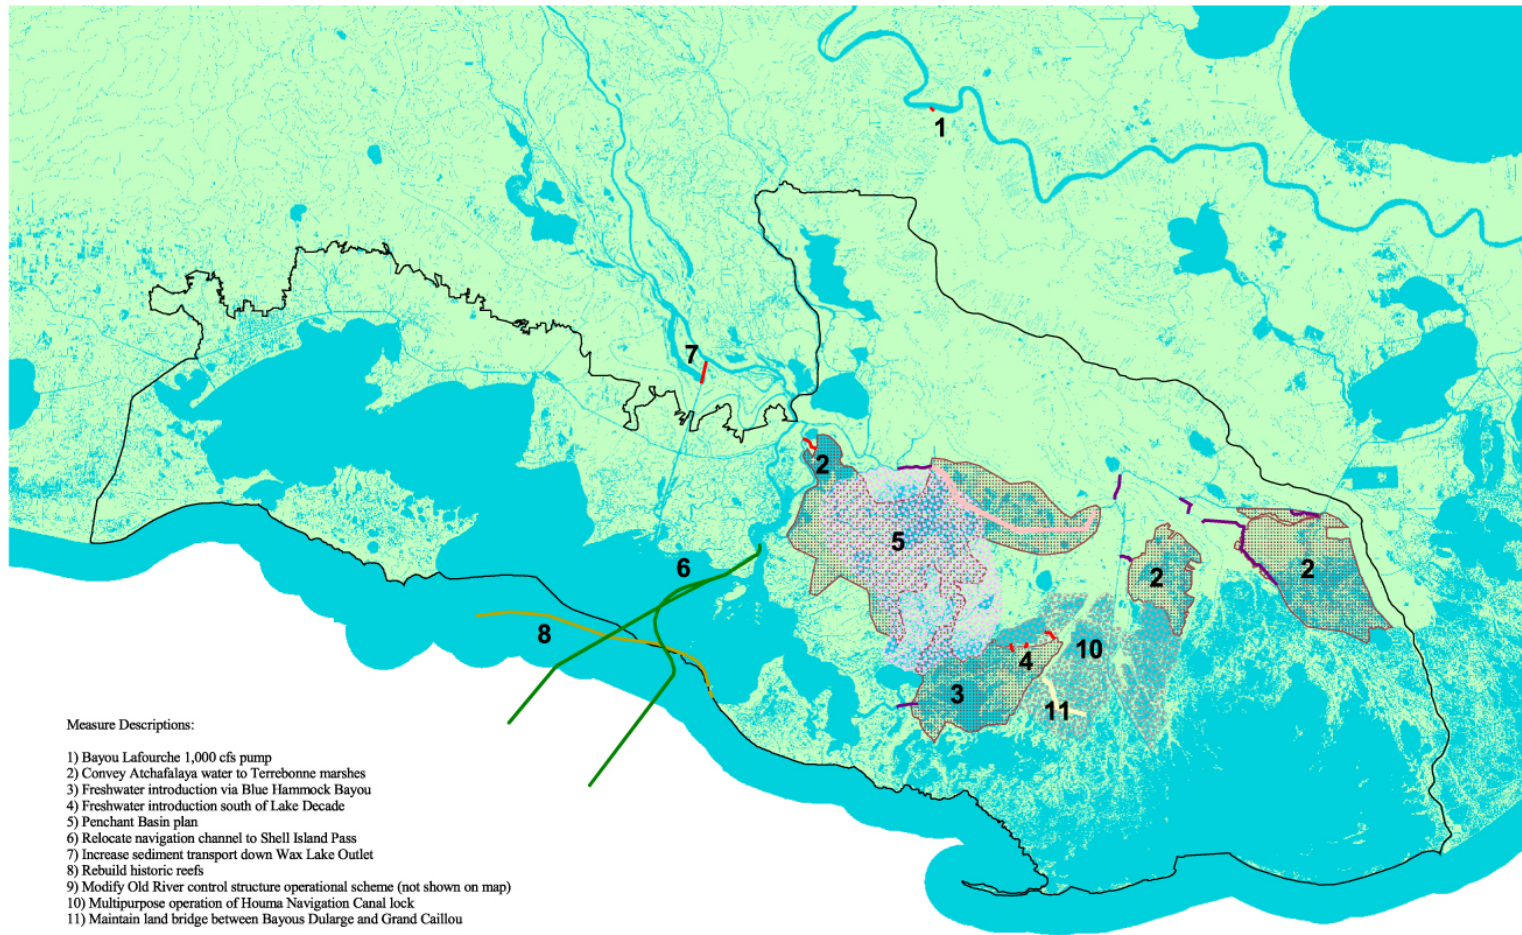 1
7
2
5
6
2
2
8
10
4
3
11
Measure Descriptions:
1) Bayou Lafourche 1,000 cfs pump
2) Convey Atchafalaya water to Terrebonne marshes
3) Freshwater introduction via Blue Hammock Bayou
4) Freshwater introduction south of Lake Decade
5) Penchant Basin plan
6) Relocate navigation channel to Shell Island Pass
7) Increase sediment transport down Wax Lake Outlet
8) Rebuild historic reefs
9) Modify Old River control structure operational scheme (not shown on map)
10) Multipurpose operation of Houma Navigation Canal lock
11) Maintain land bridge between Bayous Dularge and Grand Caillou